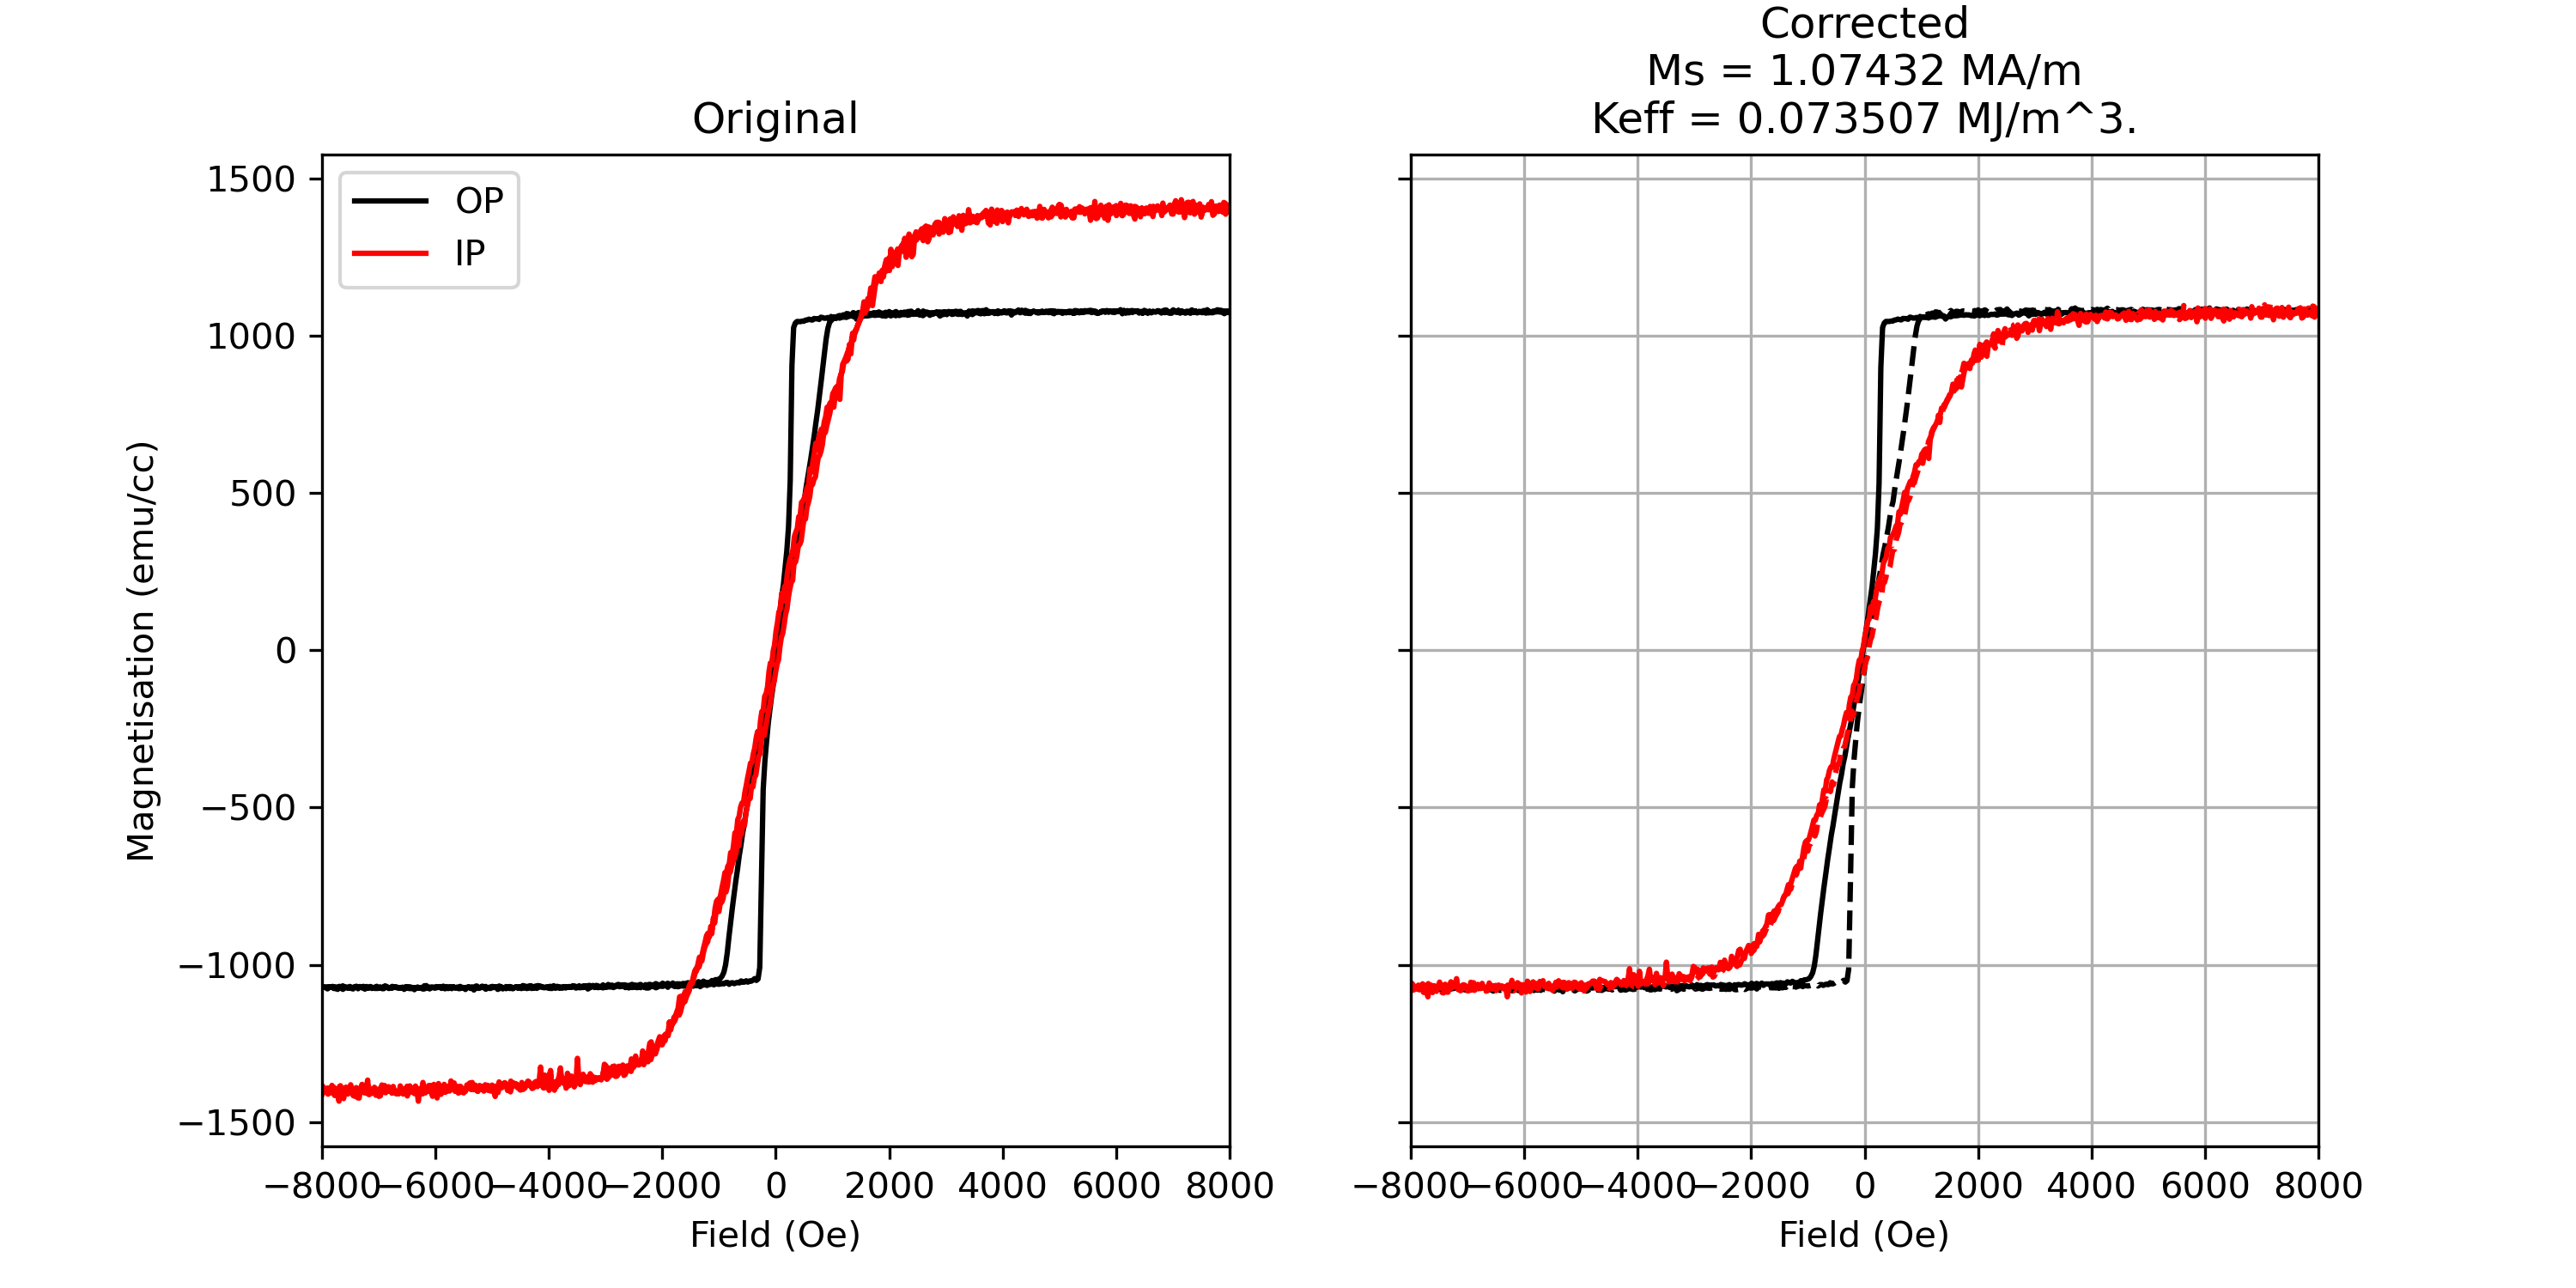 Original
OP
IP
1500
1000
500
0
−500
−1000
−1500
Magnetisation (emu/cc)
−8000 −6000 −4000 −2000 0 2000 4000 6000 8000
Field (Oe)
Corrected
Ms = 1.07432 MA/m
Keff = 0.073507 MJ/m^3.
−8000 −6000 −4000 −2000 0 2000 4000 6000 8000
Field (Oe)